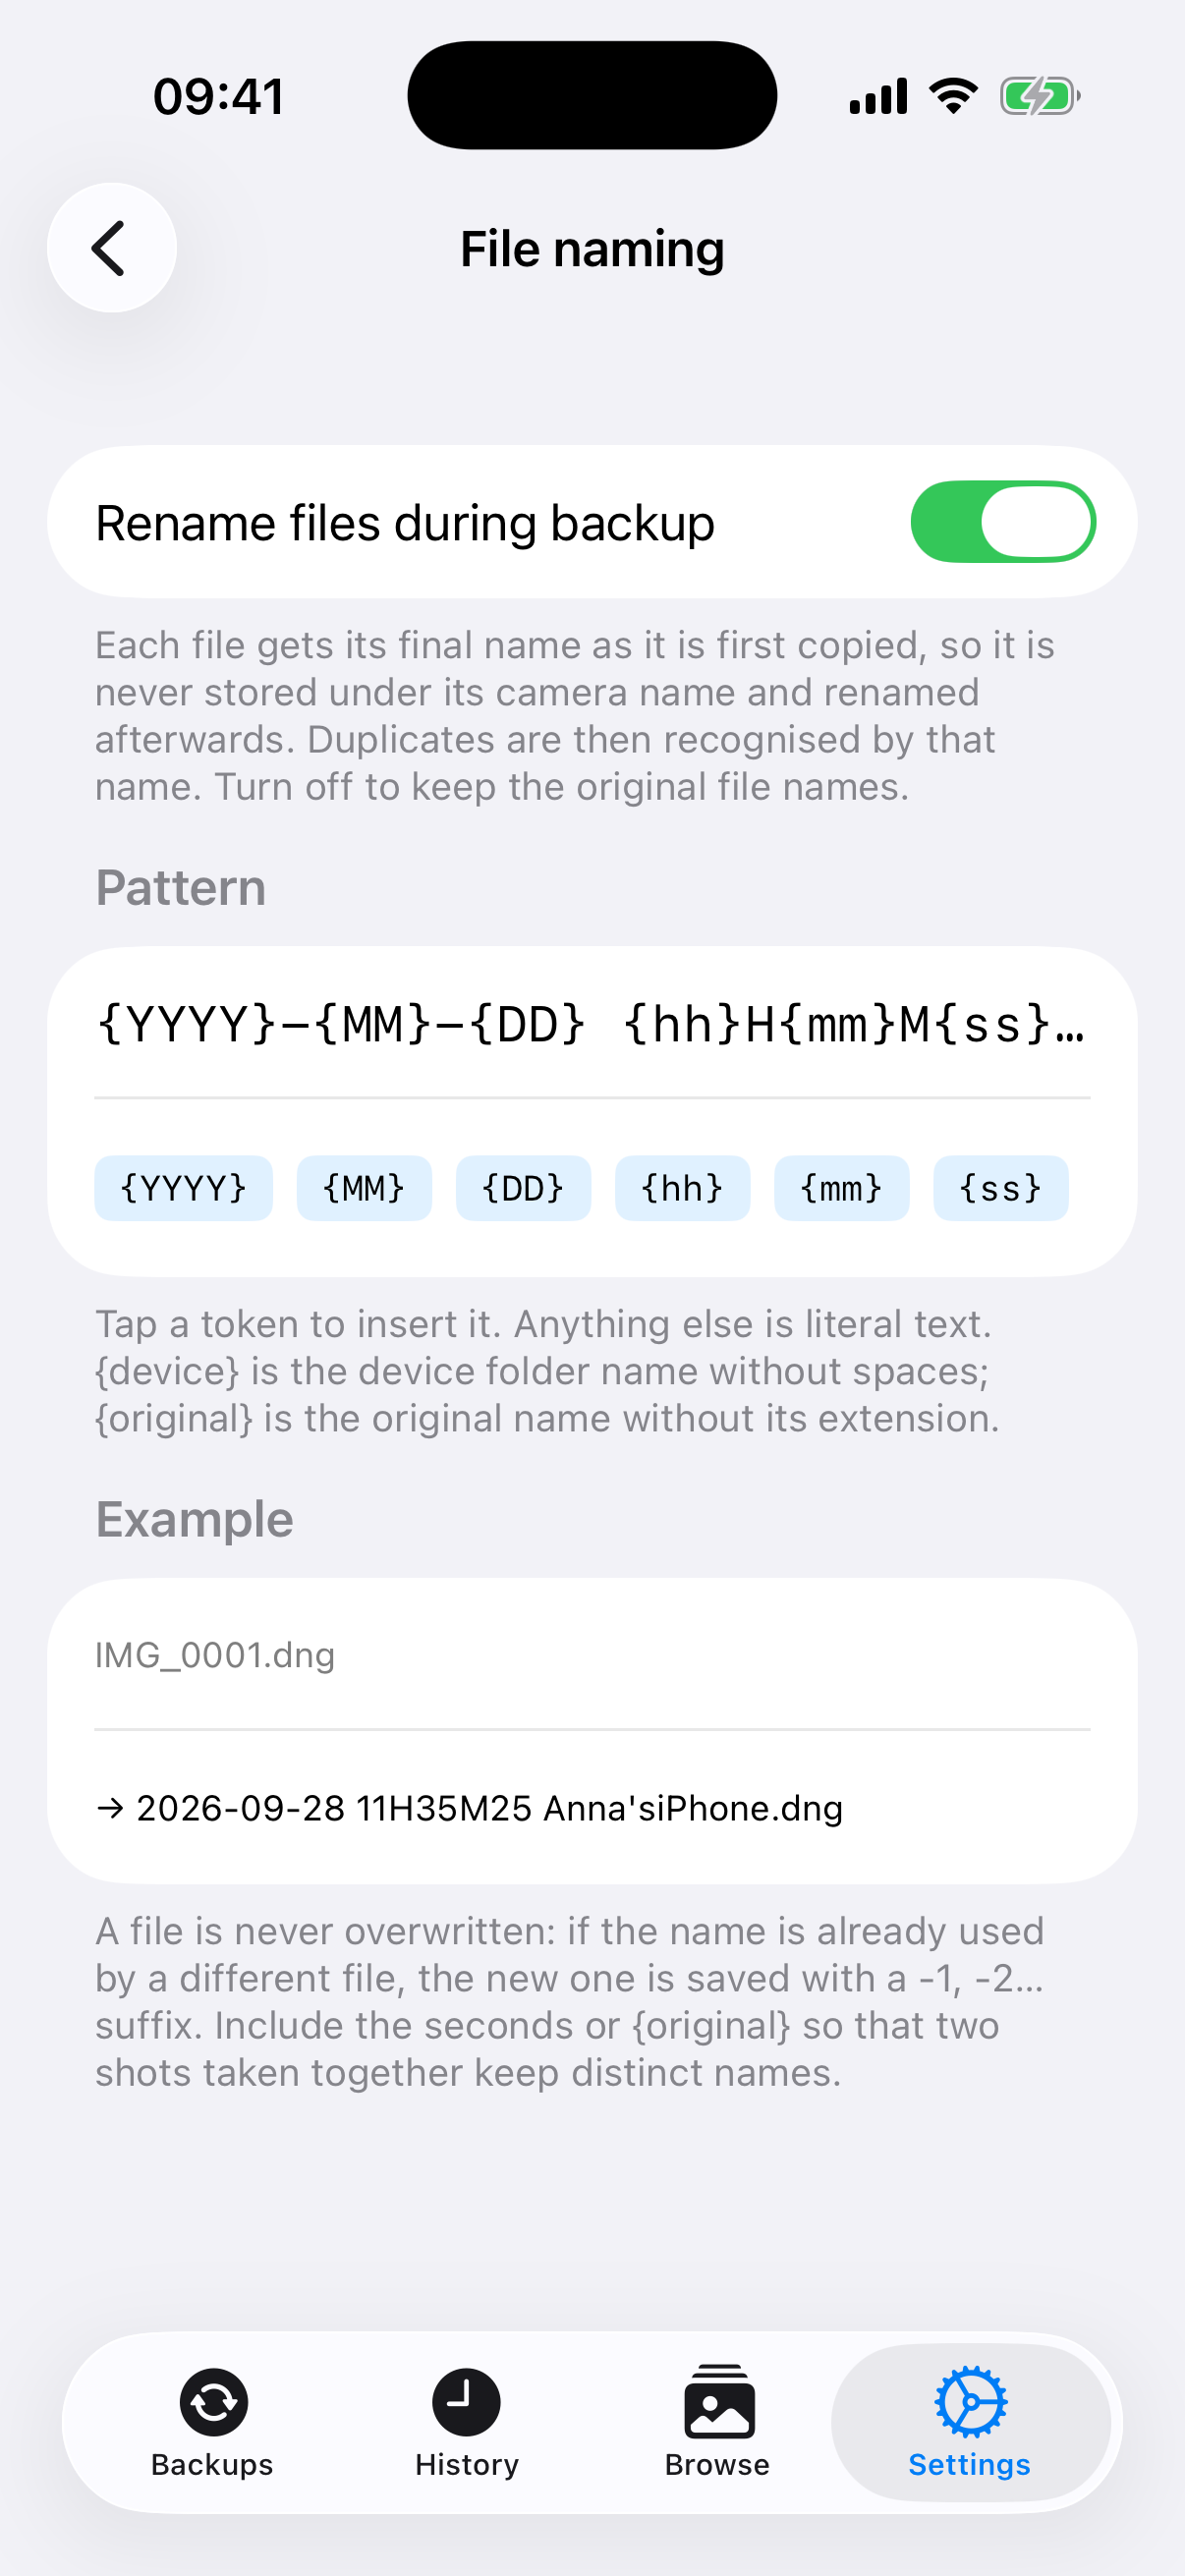 09:41
File naming
Rename files during backup
Each file gets its final name as it is first copied, so it is
never stored under its camera name and renamed
afterwards. Duplicates are then recognised by that
name. Turn off to keep the original file names.
Pattern
{YYYY}-{MM}-{DD} {hh}H{mm}M{ss}...
{YYYY} {MM} {DD} {hh} {mm} {ss}
Tap a token to insert it. Anything else is literal text.
{device} is the device folder name without spaces;
{original} is the original name without its extension.
Example
IMG_0001.dng
→ 2026-09-28 11H35M25 Anna'siPhone.dng
A file is never overwritten: if the name is already used
by a different file, the new one is saved with a -1, -2...
suffix. Include the seconds or {original} so that two
shots taken together keep distinct names.
Backups History Browse Settings